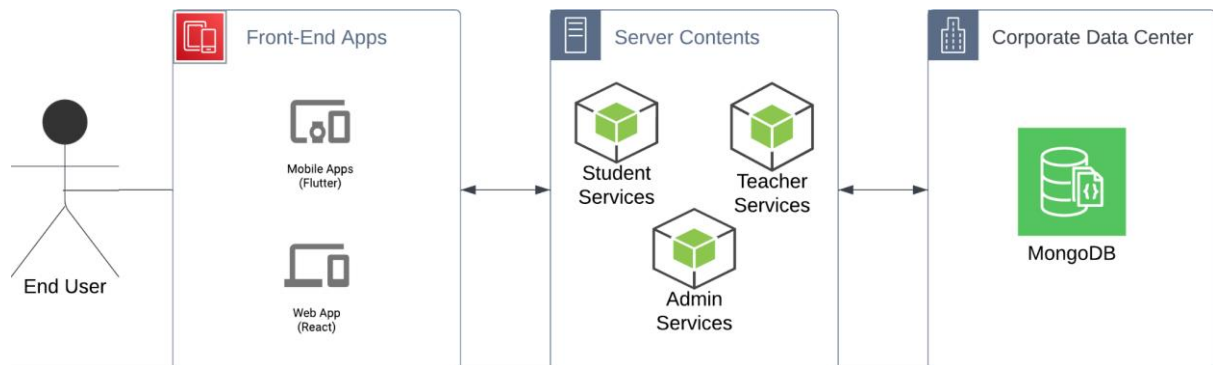 Front-End Apps
Server Contents
Corporate Data Center
Mobile Apps
(Flutter)
Student
Services
Teacher
Services
MongoDB
End User
Web App
(React)
Admin
Services